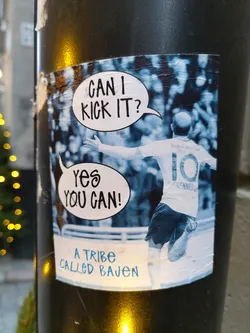 CAN I
KICK IT?
YES
YOU CAN!
10
A TRIBE
CALLED BAJEN